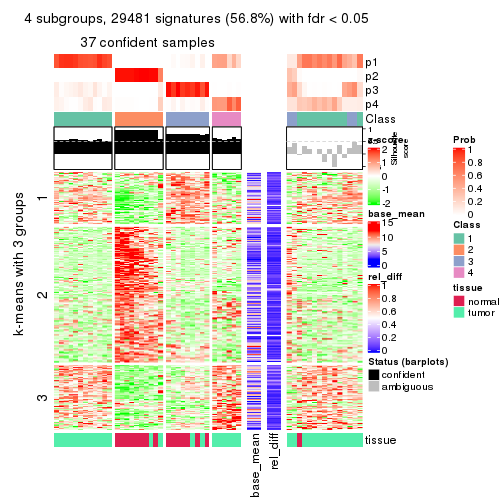 4 subgroups, 29481 signatures (56.8%) with fdr < 0.05
37 confident samples
p1
p2
p3
p4
Class
1
0.5
0
Silhouette
score
k-means with 3 groups
1
2
3
tissue
base_mean
rel_diff
z-score
2
1
0
-1
-2
base_mean
15
10
5
0
rel_diff
1
0.8
0.6
0.4
0.2
0
Status (barplots)
confident
ambiguous
Prob
1
0.8
0.6
0.4
0.2
0
Class
1
2
3
4
tissue
normal
tumor